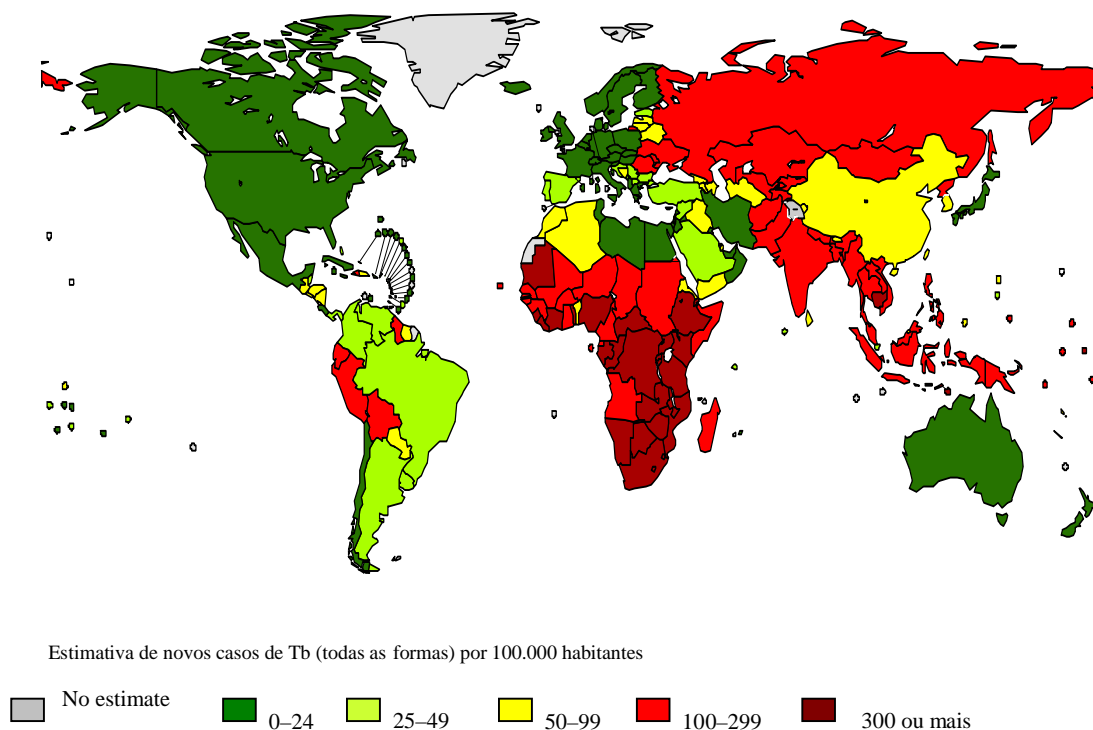 Estimativa de novos casos de Tb (todas as formas) por 100.000 habitantes
No estimate
0–24
25–49
50–99
100–299
300 ou mais